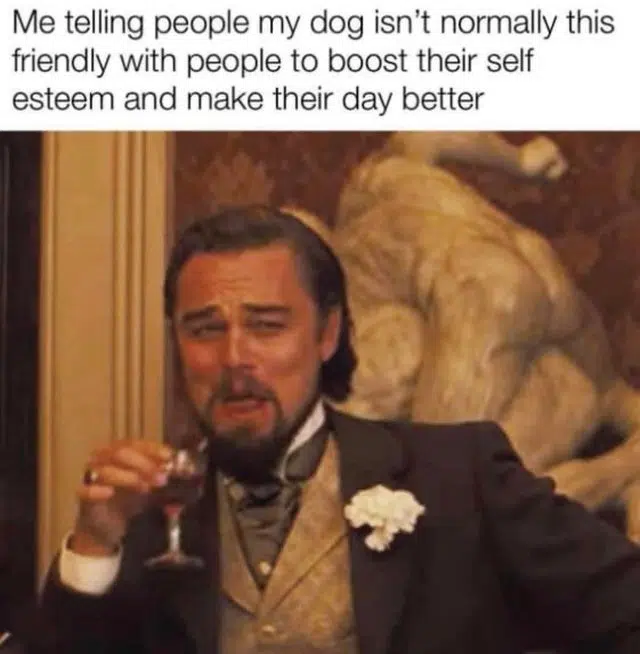 Me telling people my dog isn’t normally this
friendly with people to boost their self
esteem and make their day better